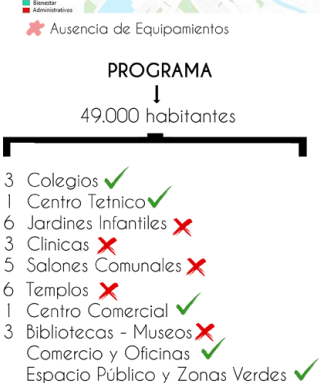 Bienestar
Administrativos
Ausencia de Equipamientos
PROGRAMA
49.000 habitantes
3 Colegios
1 Centro Tetnico
6 Jardines Infantiles
3 Clinicas
5 Salones Comunales
6 Templos
1 Centro Comercial
3 Bibliotecas - Museos
Comercio y Oficinas
Espacio Público y Zonas Verdes